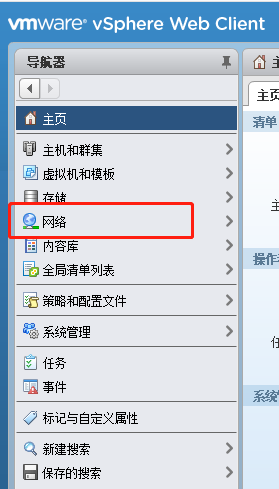 vmware® vSphere Web Client
导航器
主页
主机和群集
虚拟机和模板
存储
网络
内容库
全局清单列表
策略和配置文件
系统管理
任务
事件
标记与自定义属性
新建搜索
保存的搜索
主页
清单
主
操作
任
系统